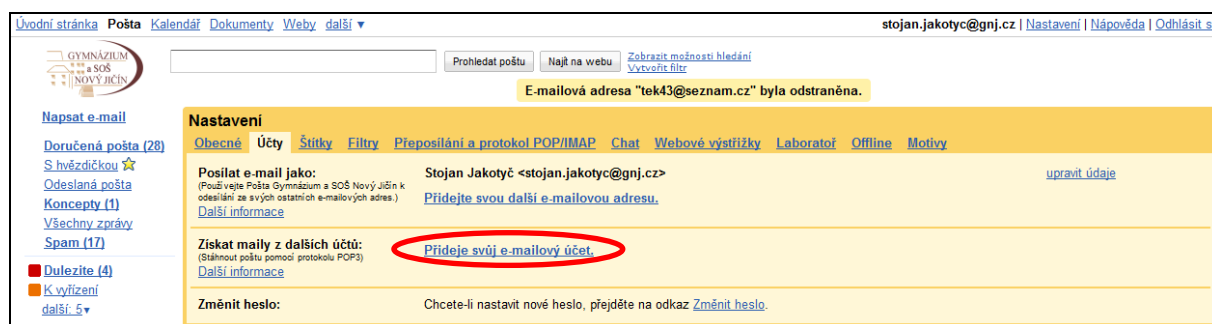 Úvodní stránka Pošta Kalendář Dokumenty Weby další ▼ stojan.jakotyc@gnj.cz | Nastavení | Nápověda | Odhlásit s
GYMNÁZIUM
a SOŠ
NOVÝ JIČÍN
Prohledat poštu Najít na webu Zobrazit možnosti hledání
Vytvořit filtr
E-mailová adresa "tek43@seznam.cz" byla odstraněna.
Napsat e-mail
Doručená pošta (28)
S hvězdičkou
Odeslaná pošta
Koncepty (1)
Všechny zprávy
Spam (17)
Dulezite (4)
K vyřízení
další: 5▼
Nastavení
Obecné Účty Štítky Filtry Přeposílání a protokol POP/IMAP Chat Webové výstřižky Laboratoř Offline Motivy
Posílat e-mail jako: Stojan Jakotyč <stojan.jakotyc@gnj.cz> upravit údaje
(Používejte Pošta Gymnázium a SOŠ Nový Jičín k
odesílání ze svých ostatních e-mailových adres.) Přidejte svou další e-mailovou adresu.
Další informace
Získat maily z dalších účtů: Přideje svůj e-mailový účet.
(Stáhnout poštu pomocí protokolu POP3)
Další informace
Změnit heslo: Chcete-li nastavit nové heslo, přejděte na odkaz Změnit heslo.